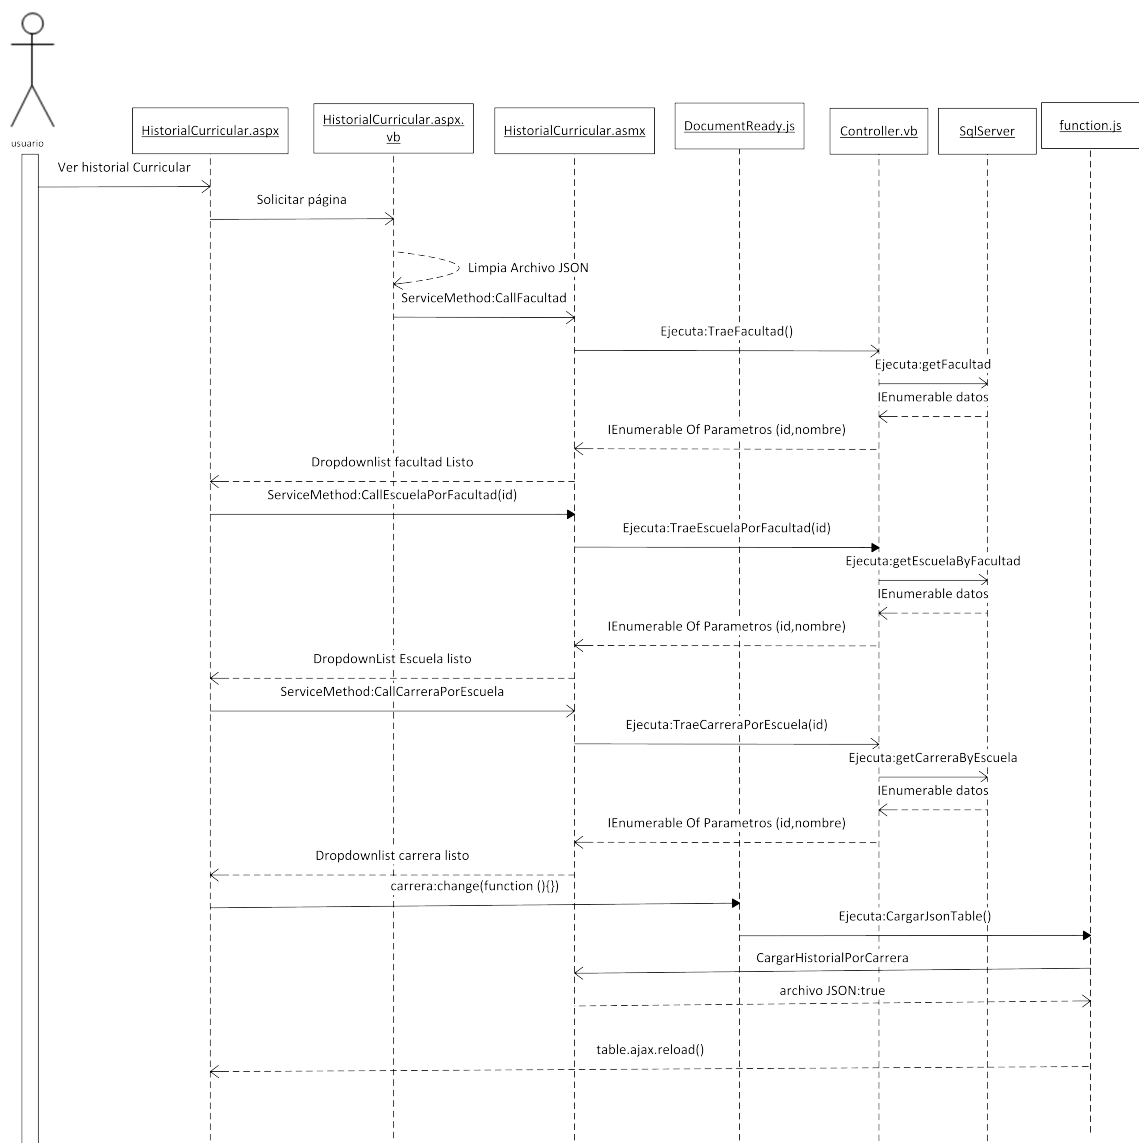 usuario
HistorialCurricular.aspx
HistorialCurricular.aspx.
vb
HistorialCurricular.asmx
DocumentReady.js
Controller.vb
SqlServer
function.js
Ver historial Curricular
Solicitar página
Limpia Archivo JSON
ServiceMethod:CallFacultad
Ejecuta:TraeFacultad()
Ejecuta:getFacultad
IEnumerable datos
IEnumerable Of Parametros (id,nombre)
Dropdownlist facultad Listo
ServiceMethod:CallEscuelaPorFacultad(id)
Ejecuta:TraeEscuelaPorFacultad(id)
Ejecuta:getEscuelaByFacultad
IEnumerable datos
IEnumerable Of Parametros (id,nombre)
DropdownList Escuela listo
ServiceMethod:CallCarreraPorEscuela
Ejecuta:TraeCarreraPorEscuela(id)
Ejecuta:getCarreraByEscuela
IEnumerable datos
IEnumerable Of Parametros (id,nombre)
Dropdownlist carrera listo
carrera:change(function (){})
Ejecuta:CargarJsonTable()
CargarHistorialPorCarrera
archivo JSON:true
table.ajax.reload()